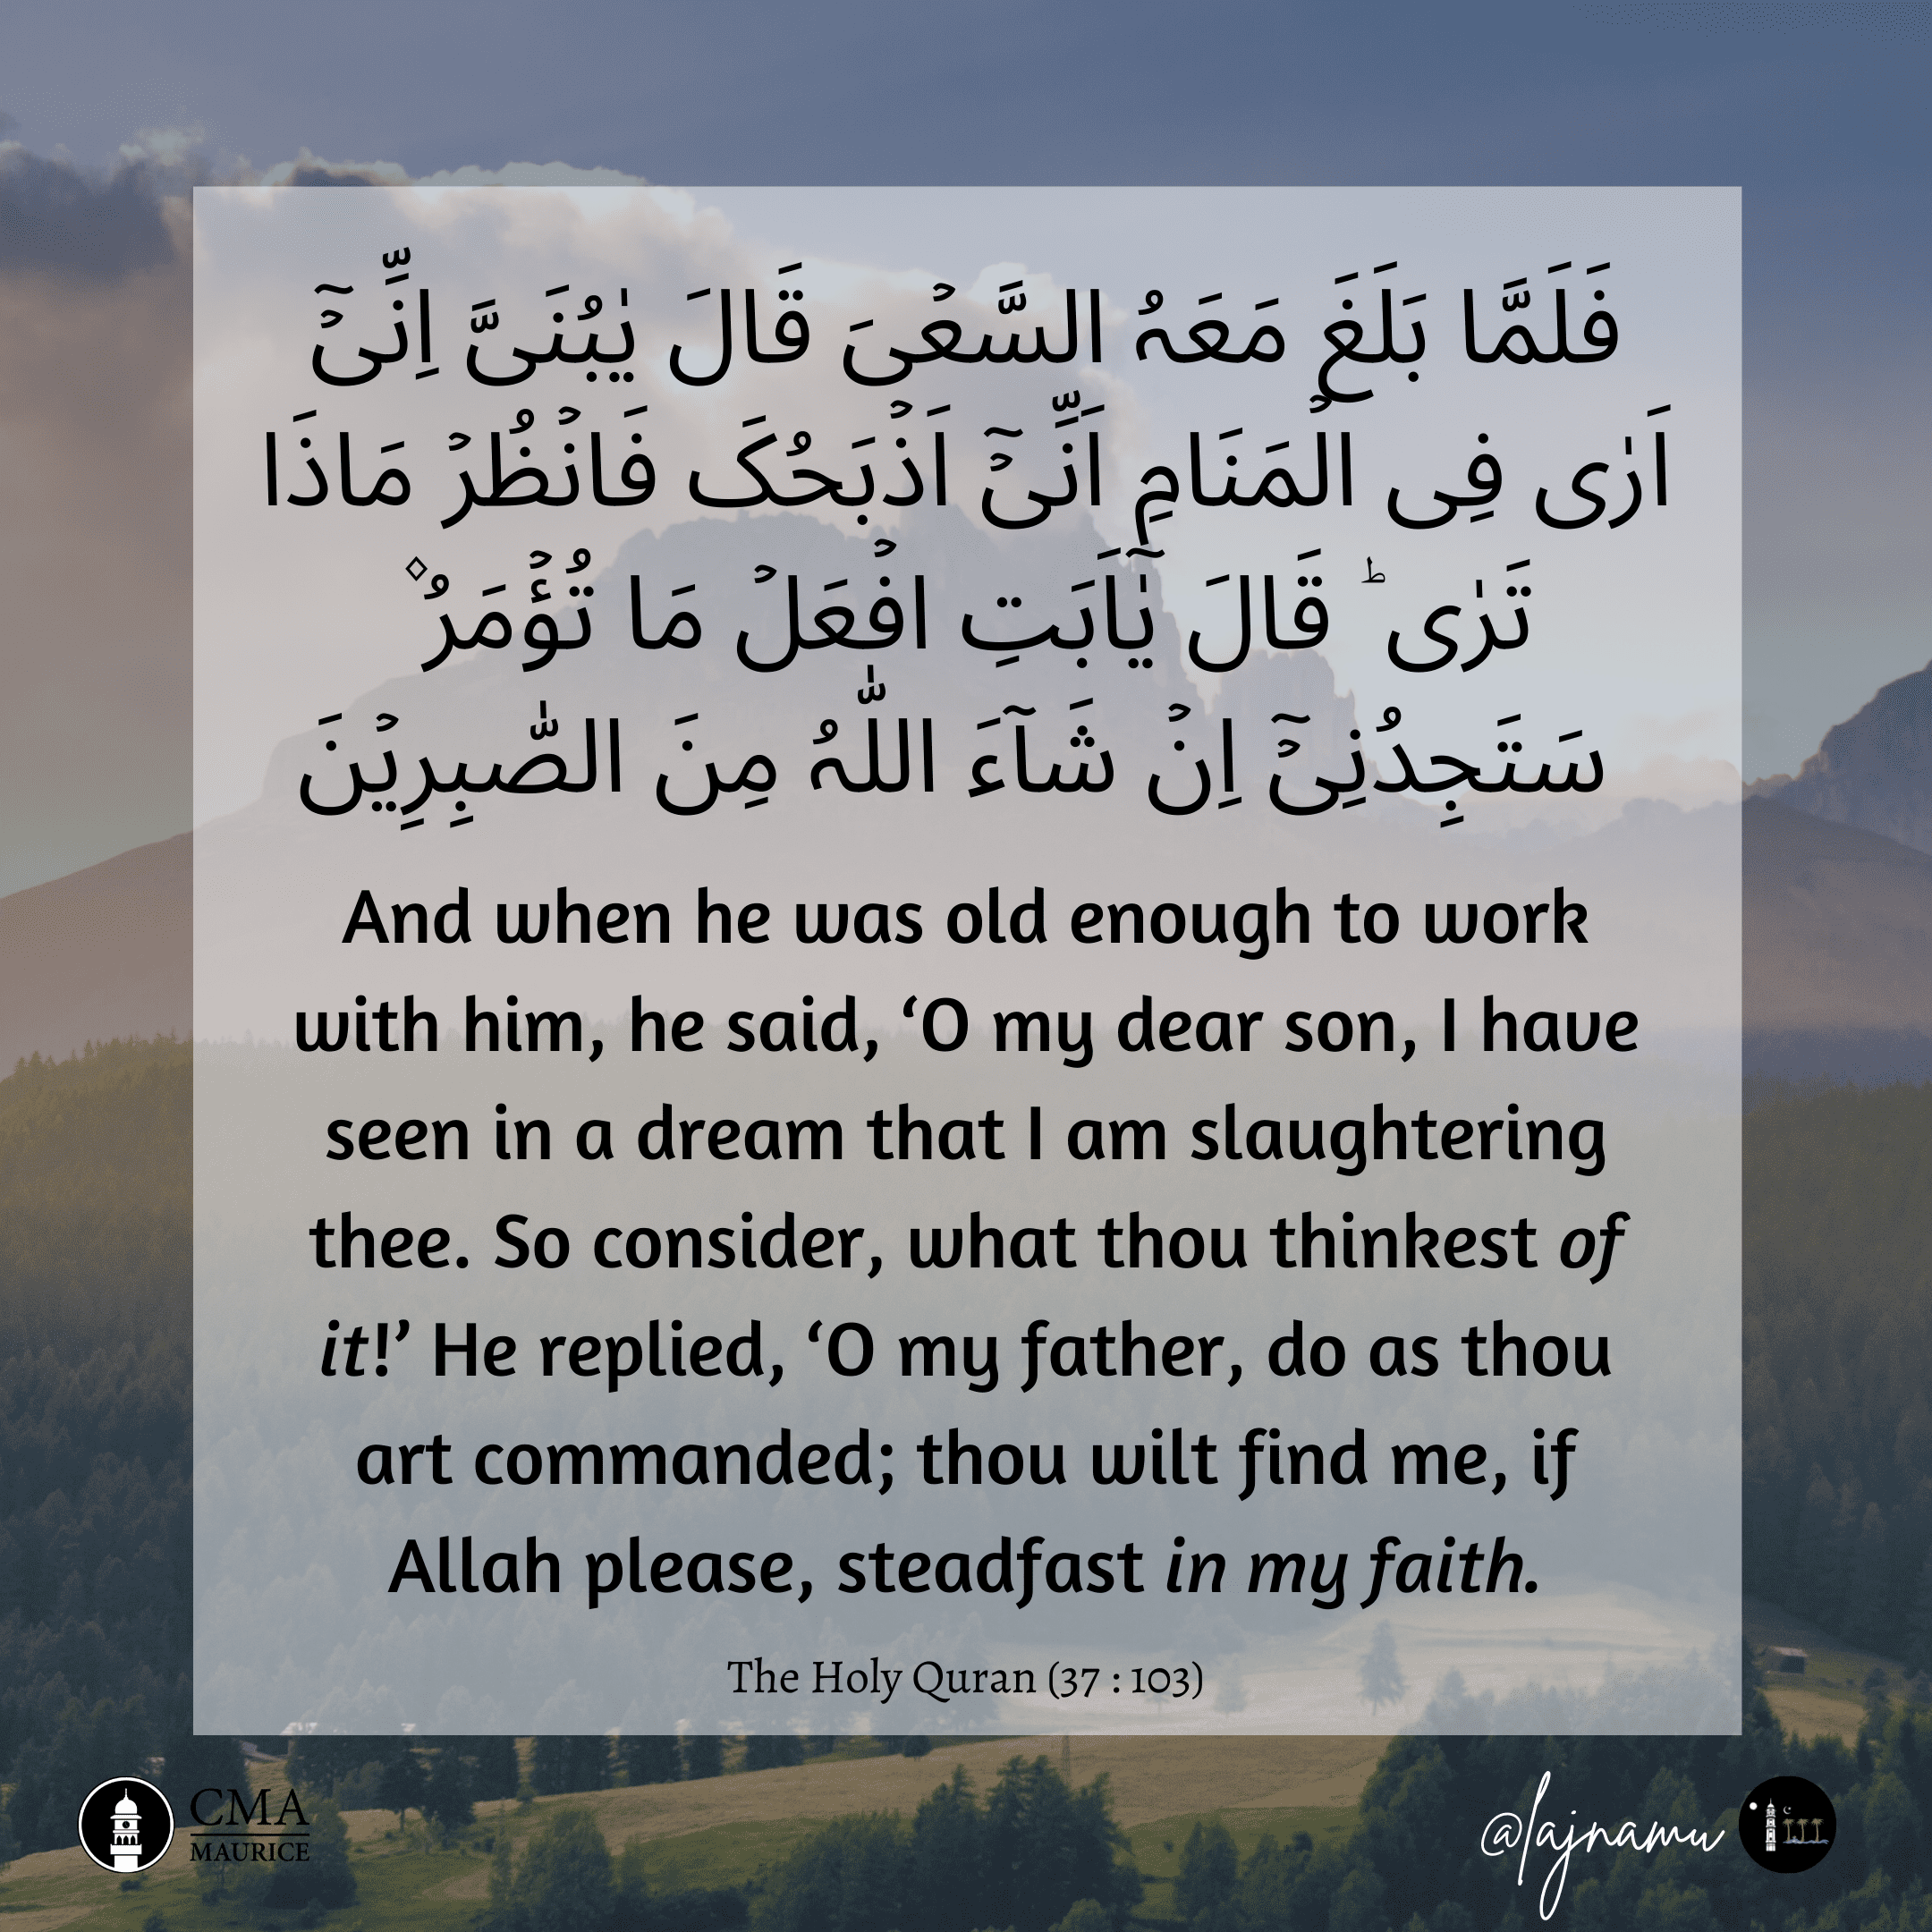 فَلَمَّا بَلَغَ مَعَہُ السَّعۡیَ قَالَ یٰبُنَیَّ اِنِّیۡۤ
اَرٰی فِی الۡمَنَامِ اَنِّیۡۤ اَذۡبَحُکَ فَانۡظُرۡ مَاذَا
تَرٰی ؕ قَالَ یٰۤاَبَتِ افۡعَلۡ مَا تُؤۡمَرُ ۫
سَتَجِدُنِیۡۤ اِنۡ شَآءَ اللّٰہُ مِنَ الصّٰبِرِیۡنَ
And when he was old enough to work
with him, he said, ‘O my dear son, I have
seen in a dream that I am slaughtering
thee. So consider, what thou thinkest of
it!’ He replied, ‘O my father, do as thou
art commanded; thou wilt find me, if
Allah please, steadfast in my faith.
The Holy Quran (37 : 103)
CMA
MAURICE
@lajnamu